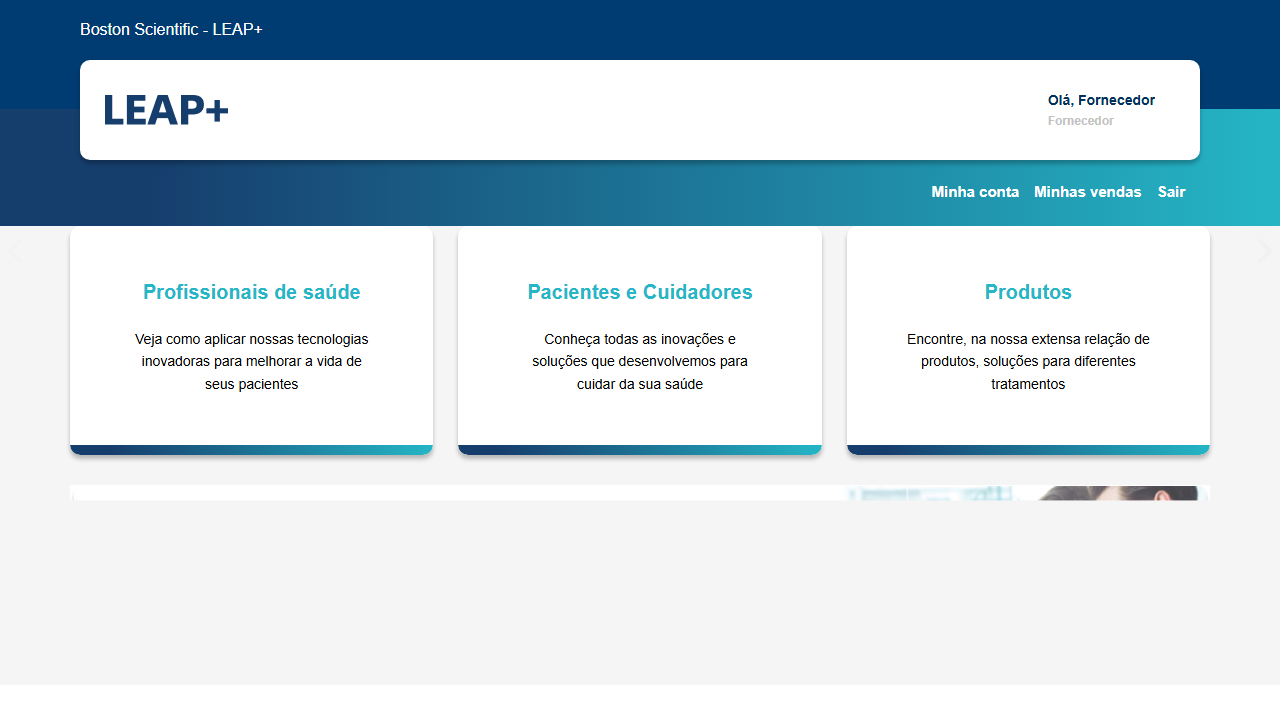 Boston Scientific - LEAP+
LEAP+
Olá, Fornecedor
Fornecedor
Minha conta Minhas vendas Sair
Profissionais de saúde
Veja como aplicar nossas tecnologias
inovadoras para melhorar a vida de
seus pacientes
Pacientes e Cuidadores
Conheça todas as inovações e
soluções que desenvolvemos para
cuidar da sua saúde
Produtos
Encontre, na nossa extensa relação de
produtos, soluções para diferentes
tratamentos